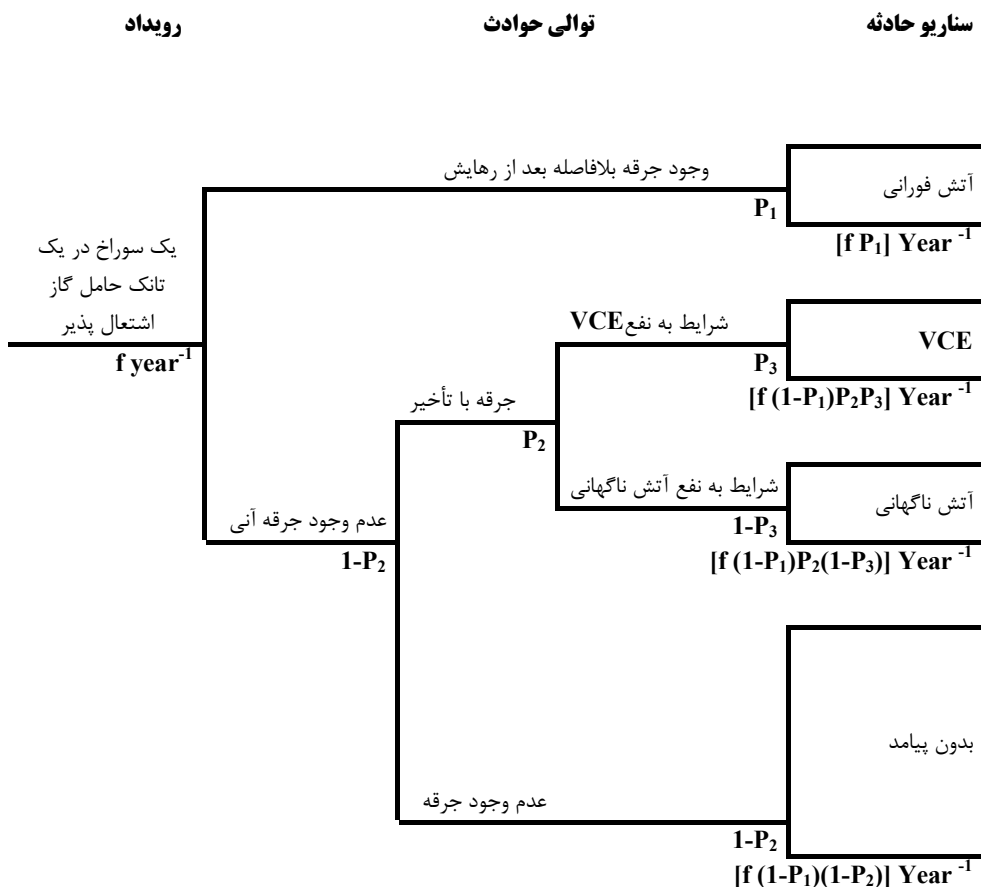 سناریو حادثه
توالی حوادث
رویداد
وجود جرقه بلافاصله بعد از رهایش
P₁
آتش فورانی
[f P₁] Year ⁻¹
یک سوراخ در یک
تانک حامل گاز
اشتعال پذیر
f year⁻¹
شرایط به نفع VCE
P₃
VCE
[f (1-P₁)P₂P₃] Year ⁻¹
جرقه با تأخیر
P₂
شرایط به نفع آتش ناگهانی
1-P₃
آتش ناگهانی
[f (1-P₁)P₂(1-P₃)] Year ⁻¹
عدم وجود جرقه آنی
1-P₂
بدون پیامد
عدم وجود جرقه
1-P₂
[f (1-P₁)(1-P₂)] Year ⁻¹